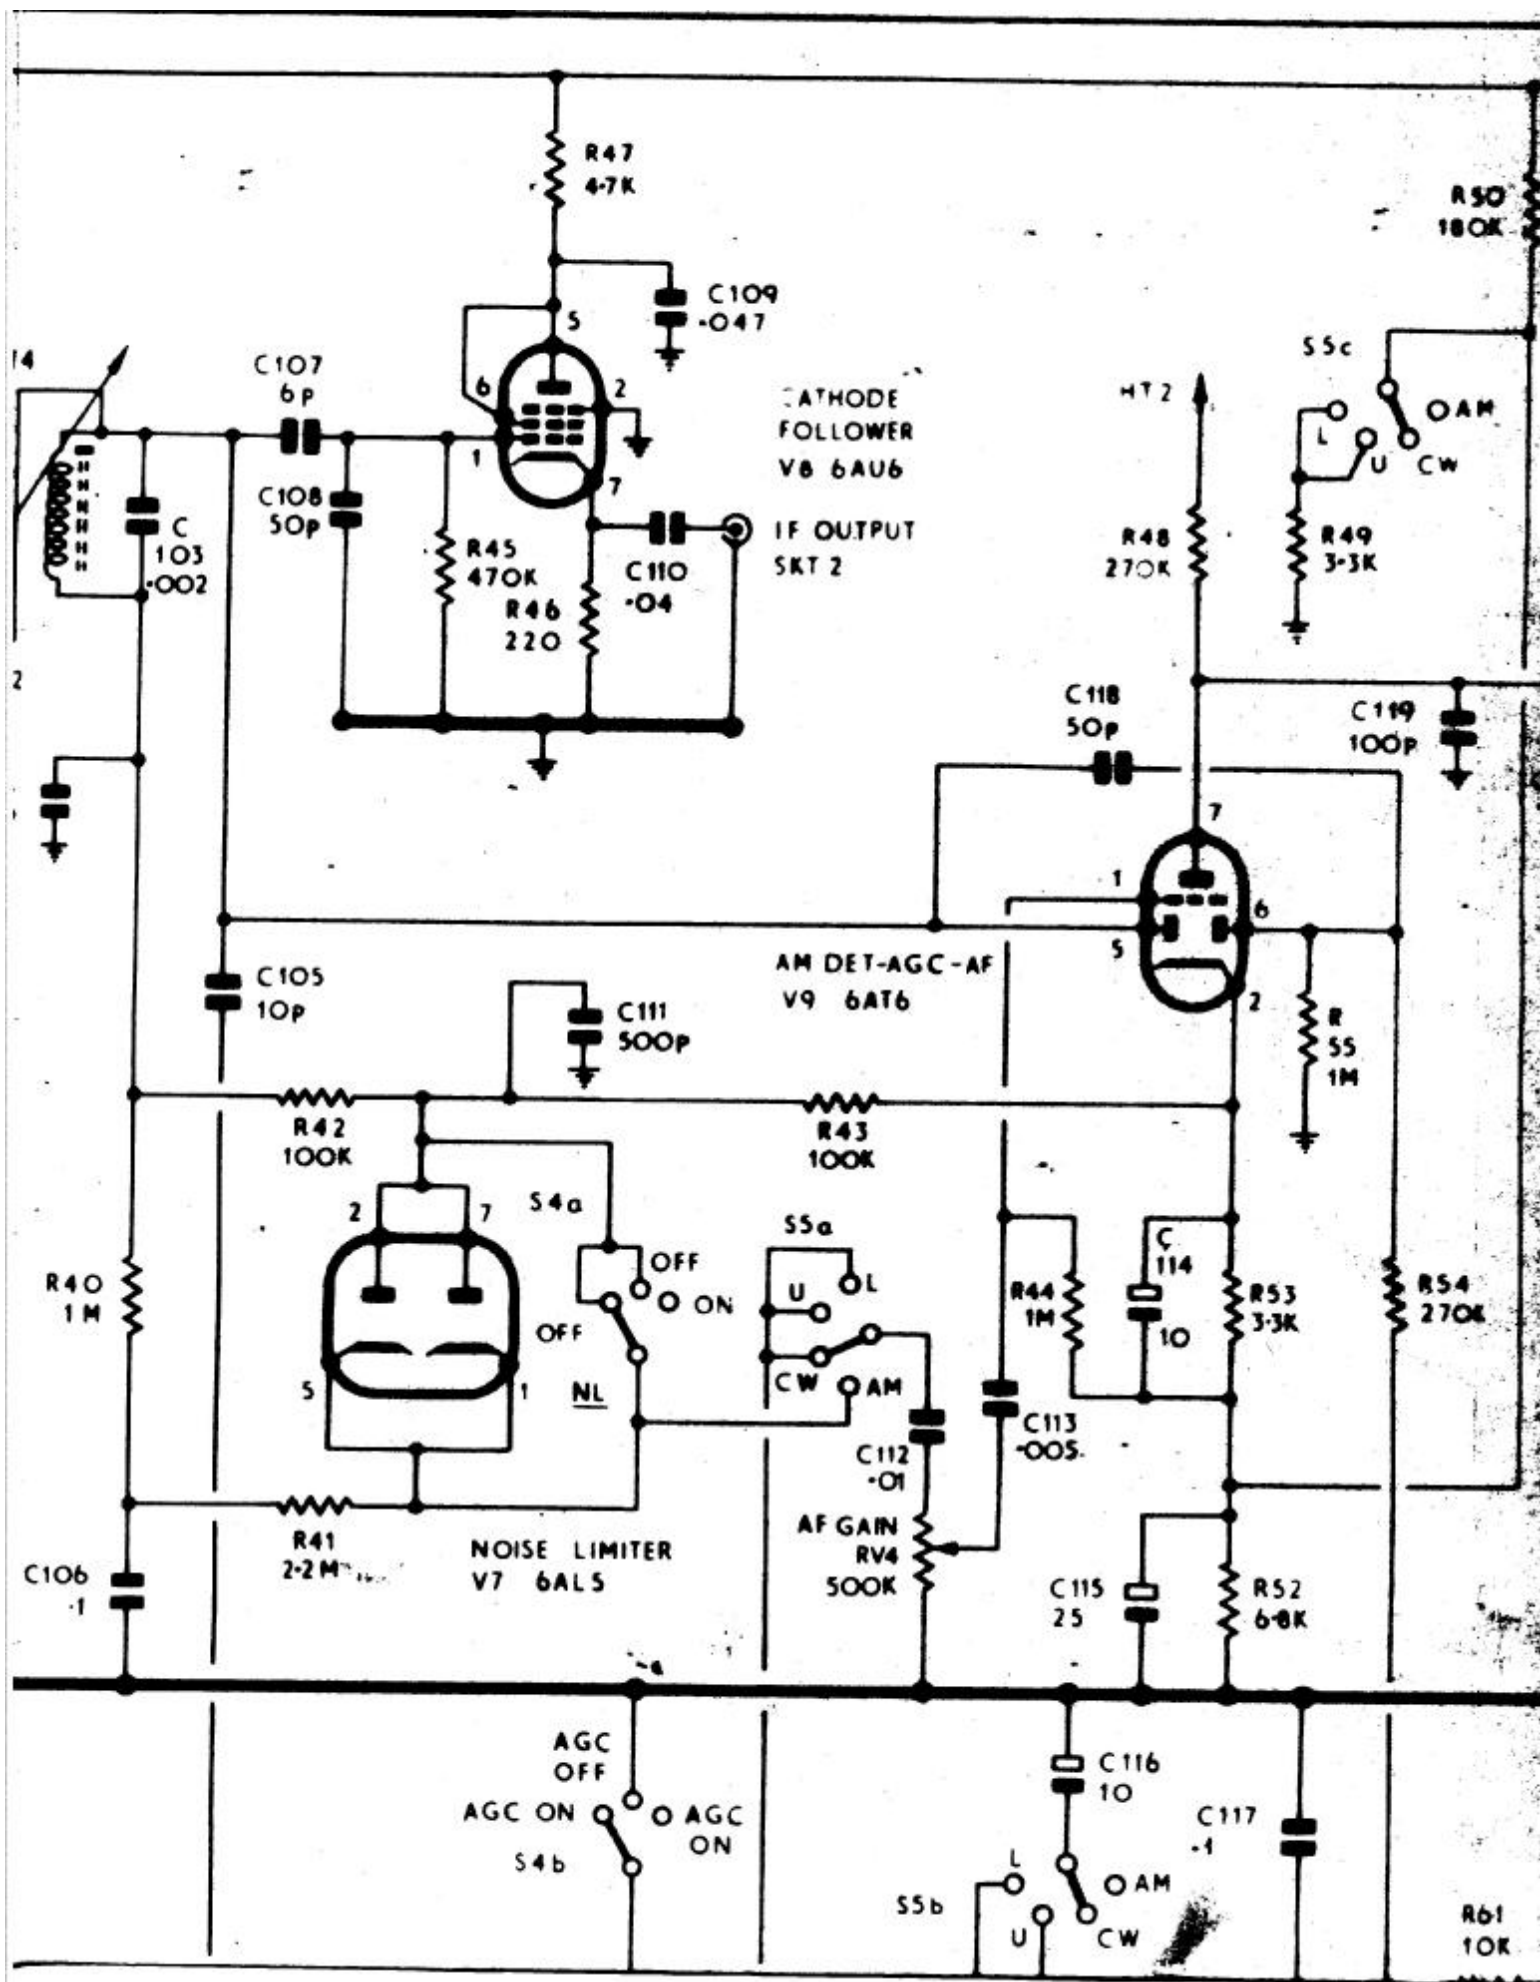 R47
4.7K
R50
180K
5
C109
.047
S5c
14
C107
6p
6
2
ATHODE
FOLLOWER
V8 6AU6
HT2
AM
L
U
CW
1
7
C108
50p
IF OUTPUT
SKT 2
C
103
.002
R45
470K
C110
.04
R46
220
R48
270K
R49
3.3K
2
C118
50p
C119
100p
7
1
6
5
2
AM DET-AGC-AF
V9 6AT6
C105
10p
C111
500p
R
55
1M
R42
100K
R43
100K
2
7
S4a
S5a
OFF
ON
OFF
U
L
C
114
10
R40
1M
R44
1M
R53
3.3K
R54
270K
5
1
NL
CW
AM
C112
.01
C113
.005
R41
2.2M
NOISE LIMITER
V7 6AL5
AF GAIN
RV4
500K
C106
.1
C115
25
R52
6.8K
AGC
OFF
AGC ON
AGC
ON
S4b
C116
10
C117
.1
L
AM
S5b
U
CW
R61
10K